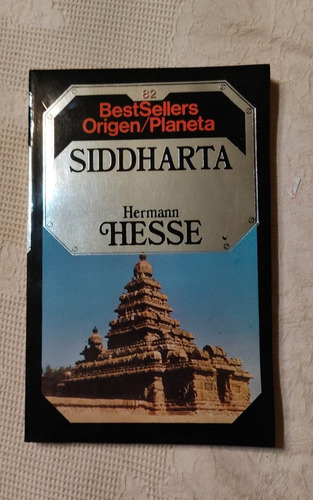 82
BestSellers
Origen/Planeta
SIDDHARTA
Hermann
HESSE